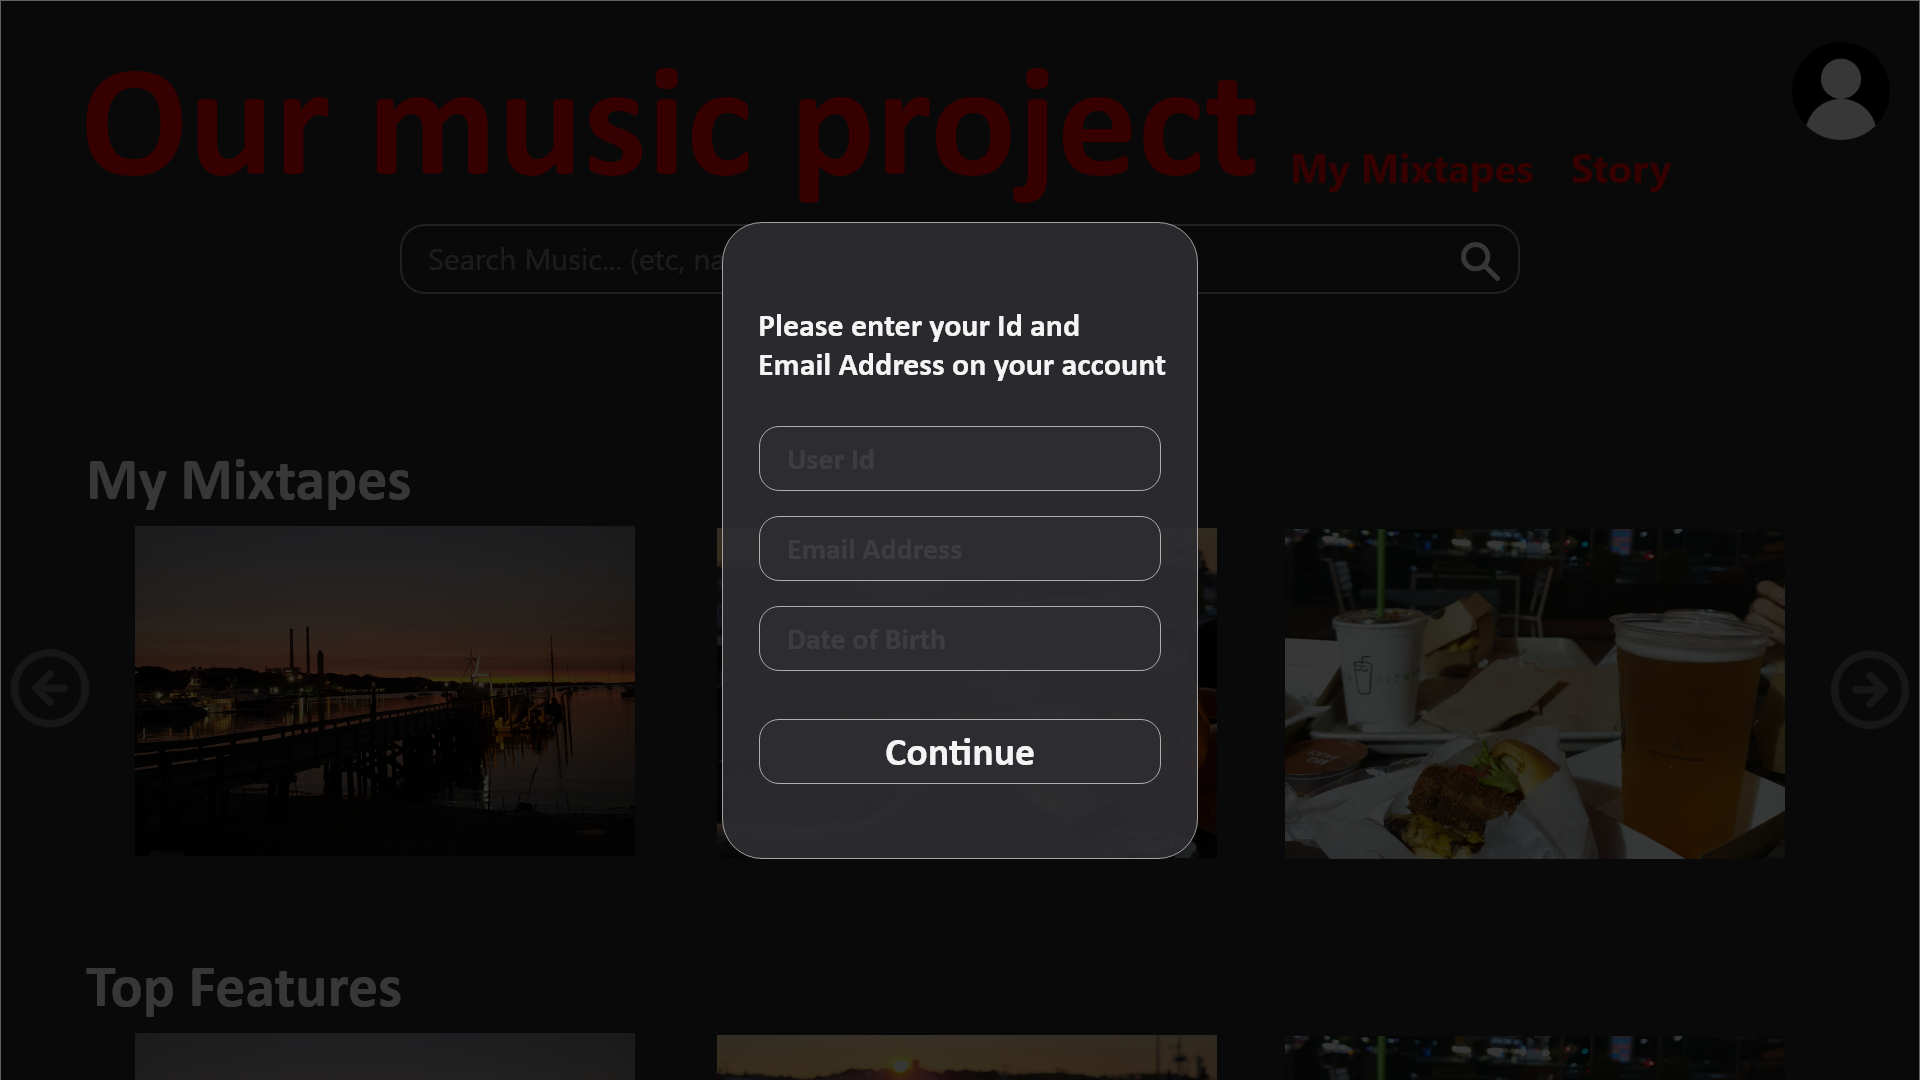 Our music project
My Mixtapes Story
Search Music... (etc, na
Please enter your Id and
Email Address on your account
User Id
Email Address
Date of Birth
Continue
My Mixtapes
Top Features